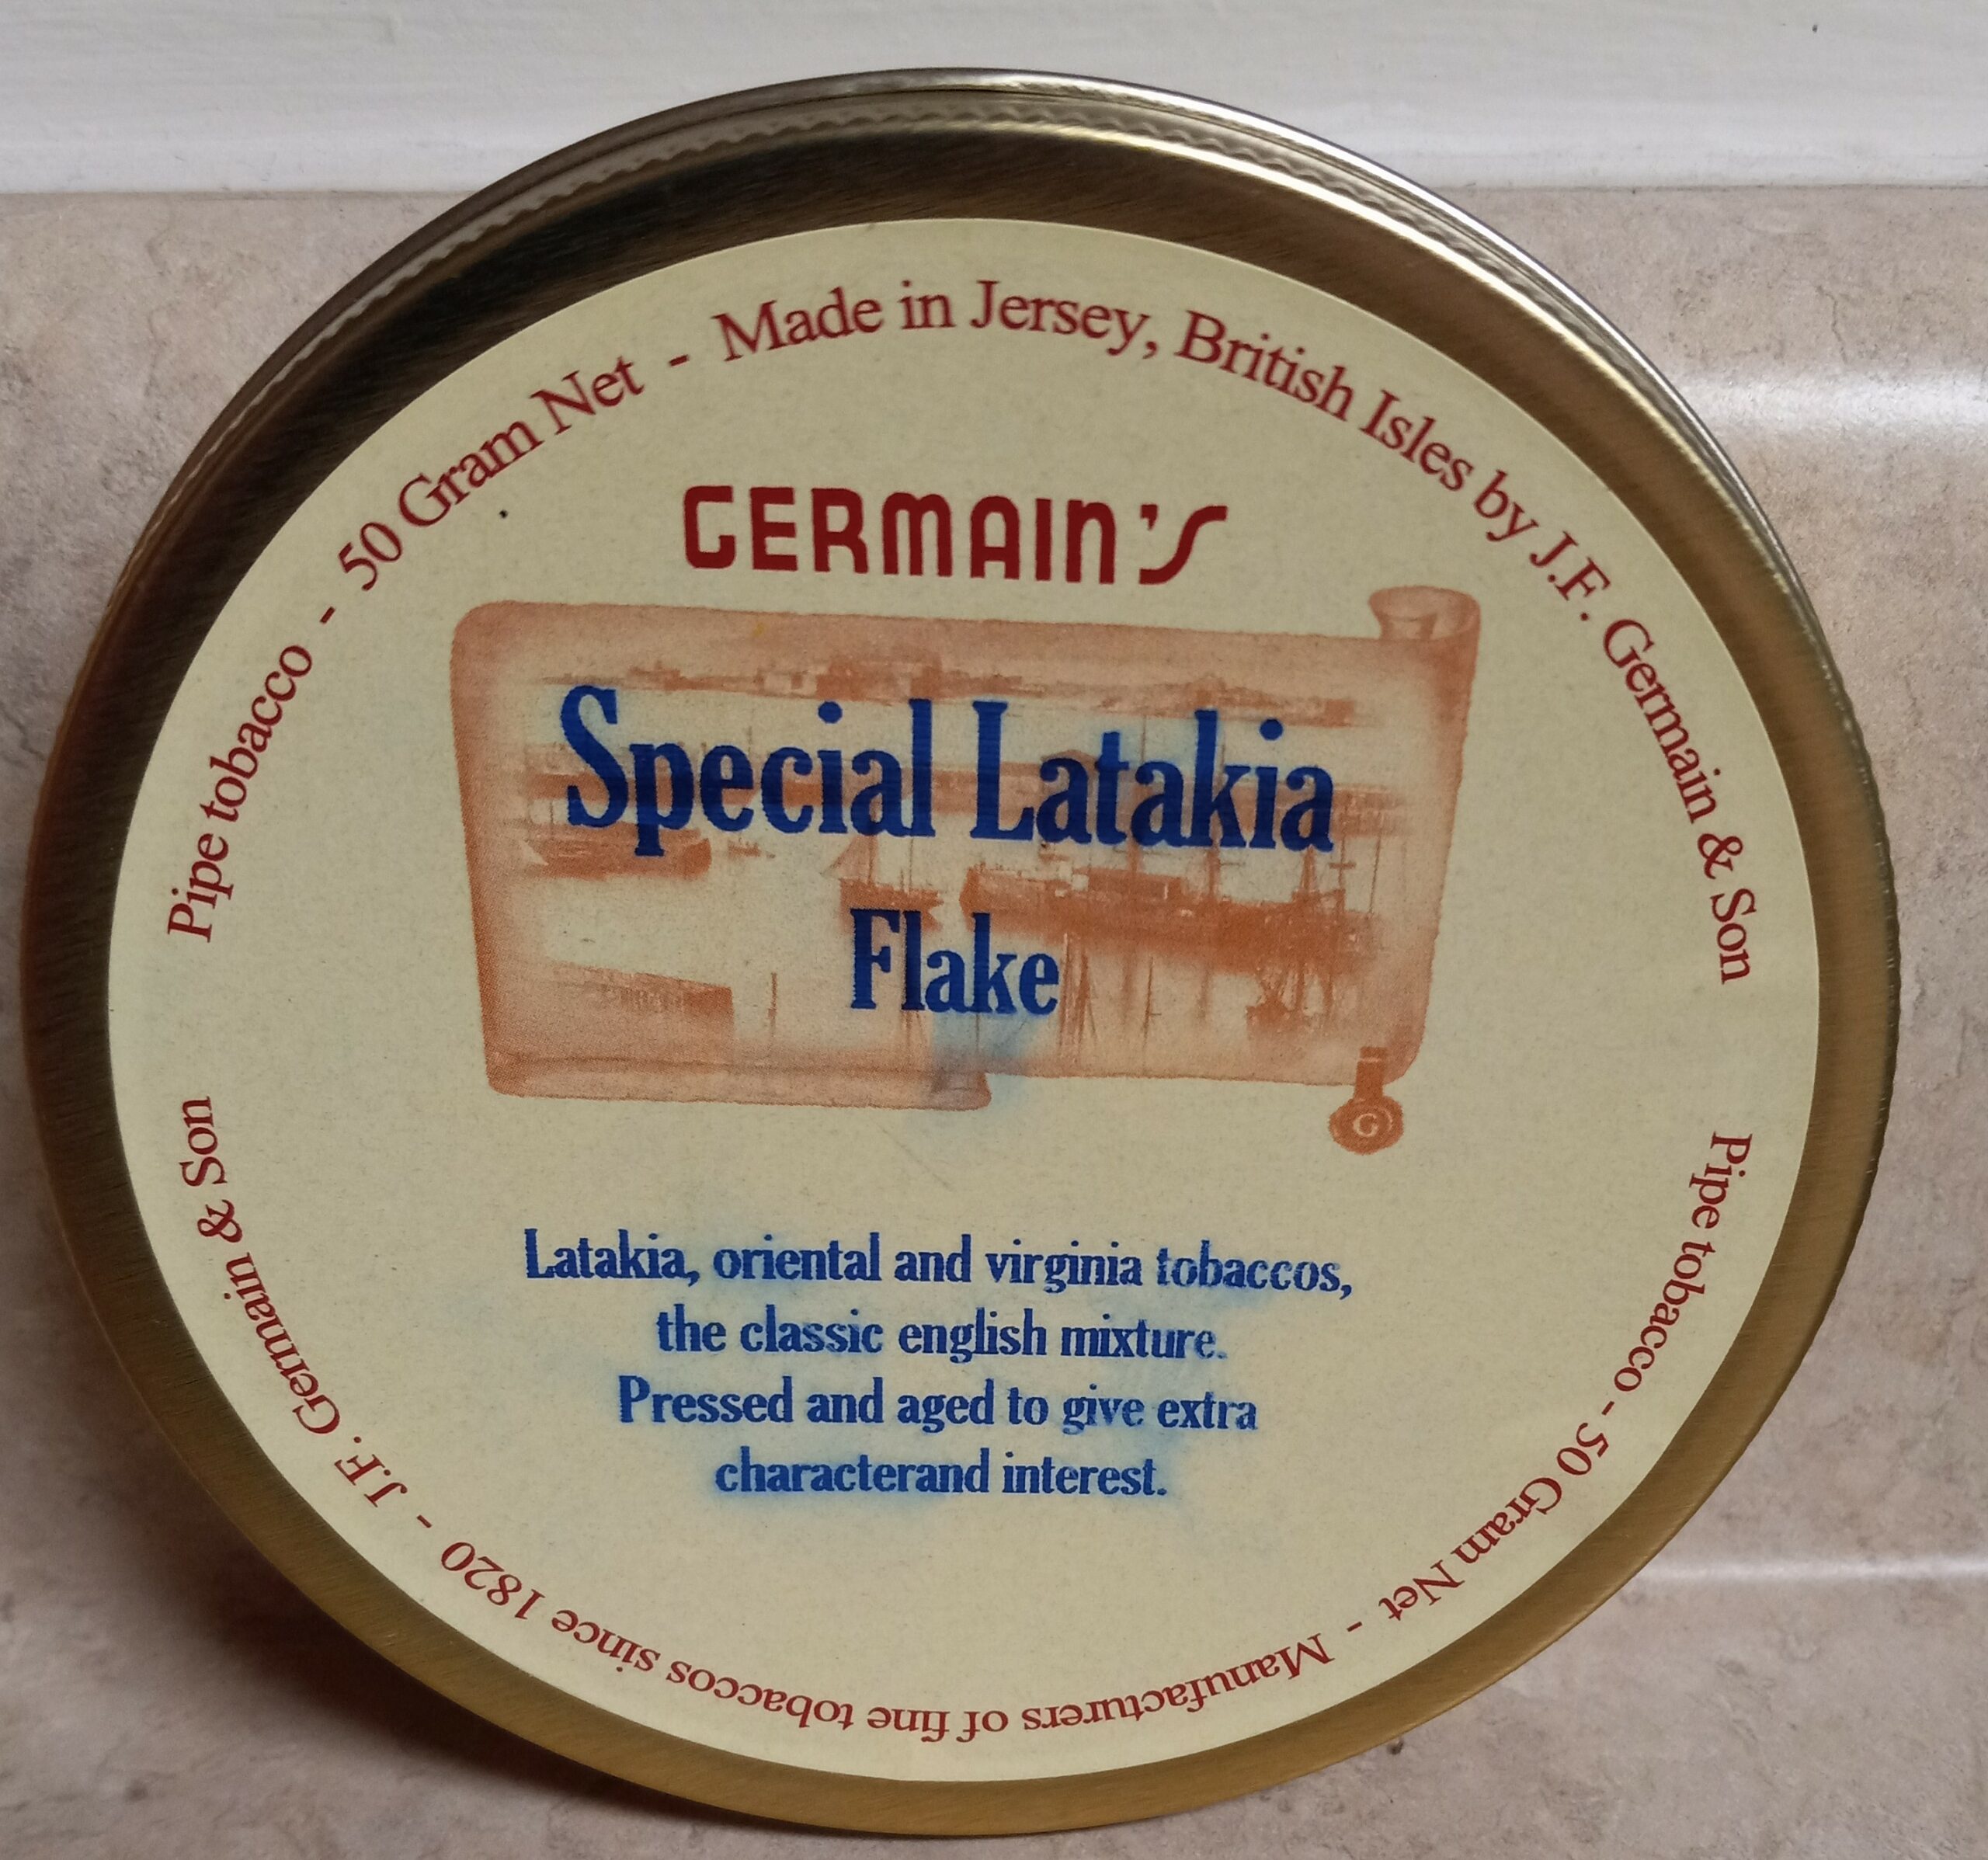 Pipe tobacco - 50 Gram Net - Made in Jersey, British Isles by J.F. Germain & Son
GERMAIN'S
Special Latakia
Flake
G
Latakia, oriental and virginia tobaccos,
the classic english mixture.
Pressed and aged to give extra
characterand interest.
Pipe tobacco - 50 Gram Net - Manufacturers of fine tobaccos since 1820 - J.F. Germain & Son